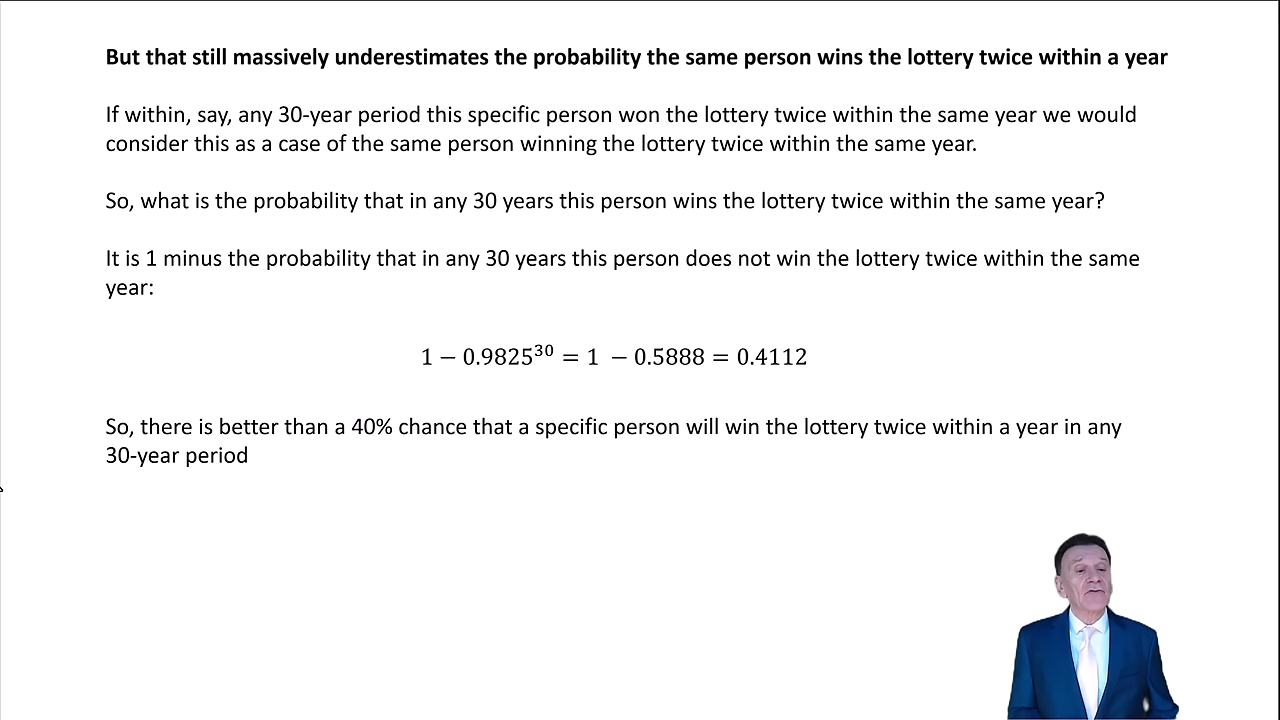 But that still massively underestimates the probability the same person wins the lottery twice within a year
If within, say, any 30-year period this specific person won the lottery twice within the same year we would
consider this as a case of the same person winning the lottery twice within the same year.
So, what is the probability that in any 30 years this person wins the lottery twice within the same year?
It is 1 minus the probability that in any 30 years this person does not win the lottery twice within the same
year:
1 − 0.9825³⁰ = 1 − 0.5888 = 0.4112
So, there is better than a 40% chance that a specific person will win the lottery twice within a year in any
30-year period